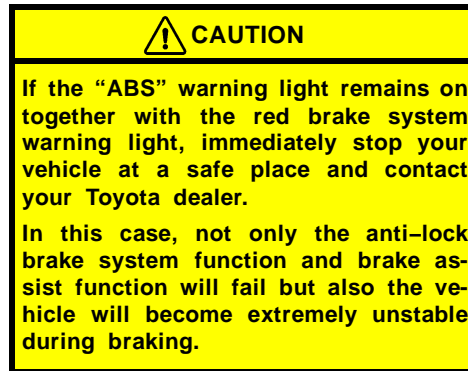 CAUTION
If the “ABS” warning light remains on
together with the red brake system
warning light, immediately stop your
vehicle at a safe place and contact
your Toyota dealer.
In this case, not only the anti–lock
brake system function and brake as-
sist function will fail but also the ve-
hicle will become extremely unstable
during braking.